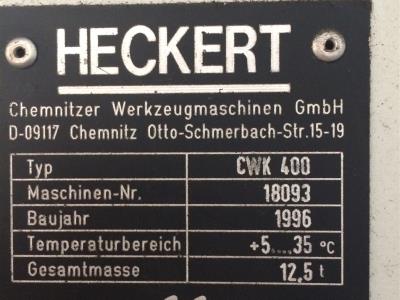 HECKERT
Chemnitzer Werkzeugmaschinen GmbH
D-09117 Chemnitz Otto-Schmerbach-Str.15-19
Typ CWK 400
Maschinen-Nr. 18093
Baujahr 1996
Temperaturbereich +5....35 °C
Gesamtmasse 12,5 t